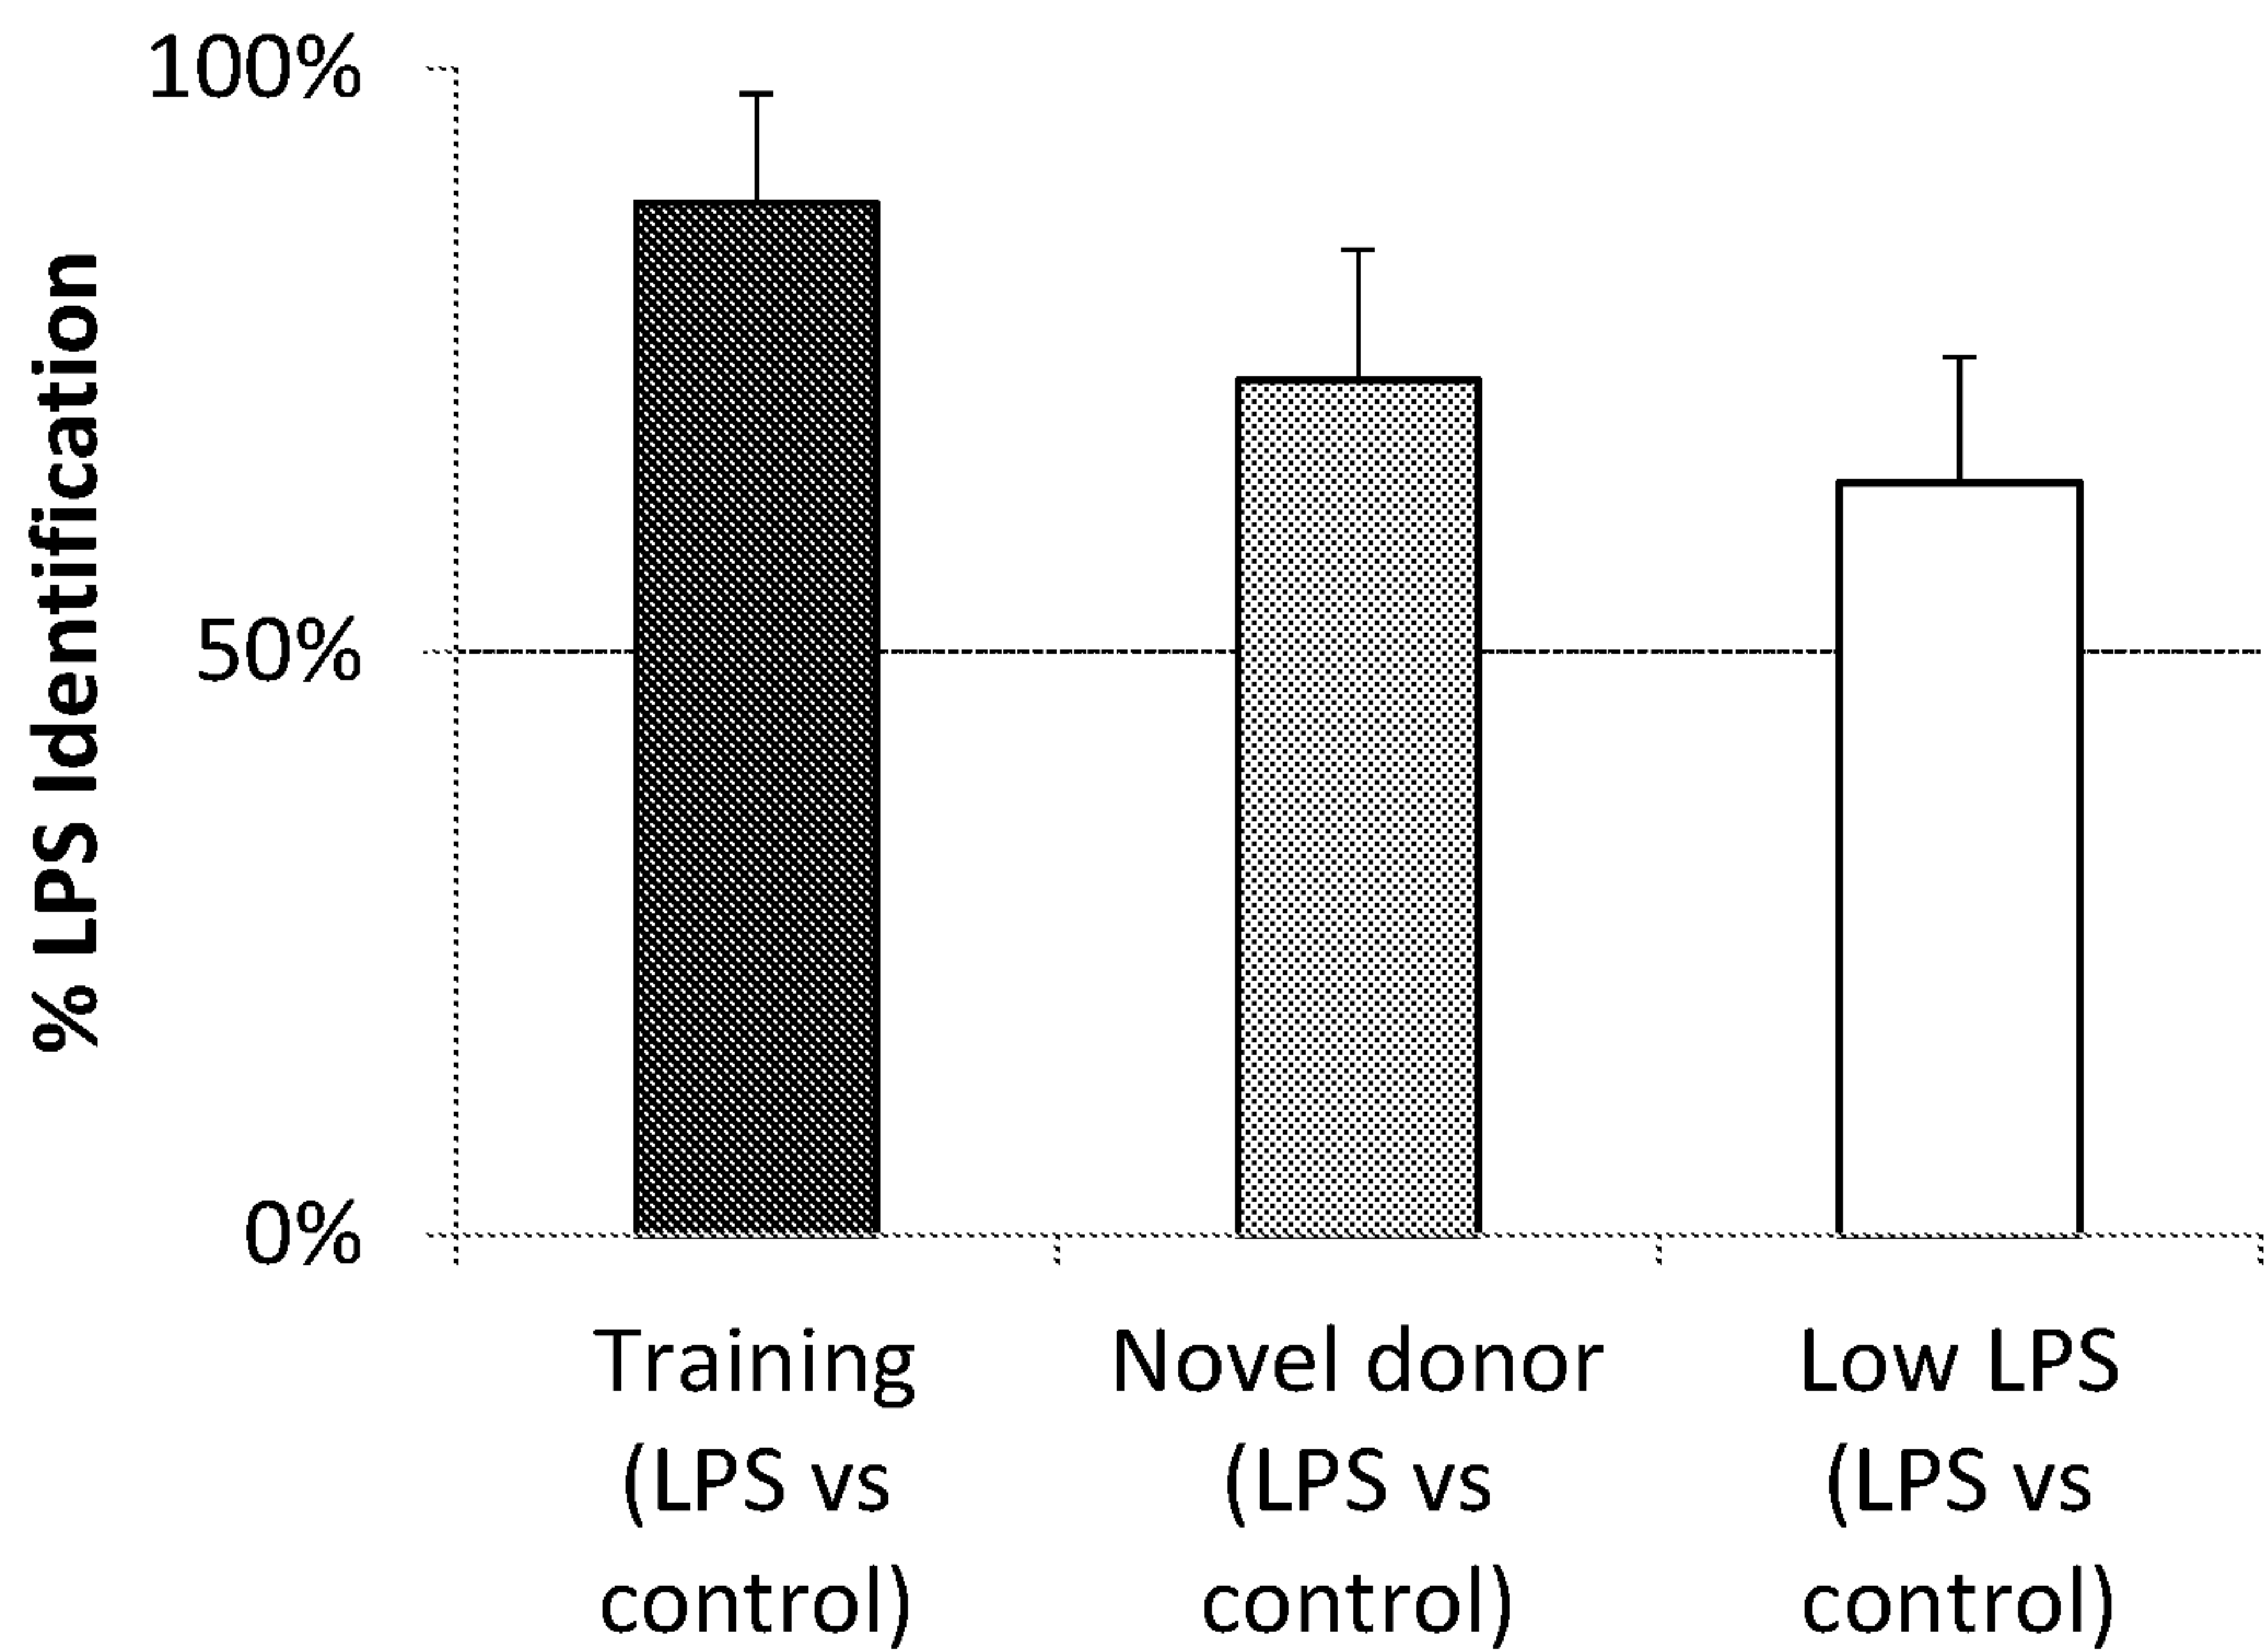 100%
50%
0%
% LPS Identification
Training
(LPS vs
control)
Novel donor
(LPS vs
control)
Low LPS
(LPS vs
control)